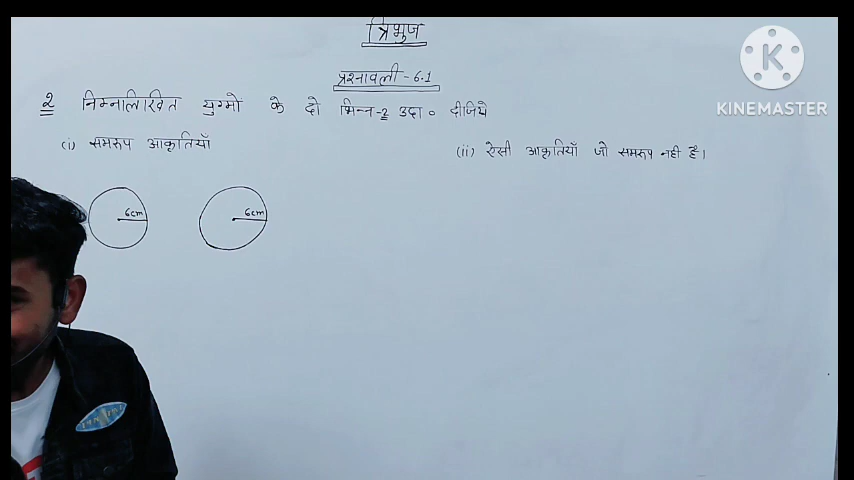 त्रिभुज
प्रश्नावली - 6.1
2 निम्नलिखित युग्मो के दो भिन्न-2 उदा० दीजिये
(i) समरूप आकृतियाँ
(ii) ऐसी आकृतियाँ जो समरूप नही है।
6cm
6cm
KINEMASTER